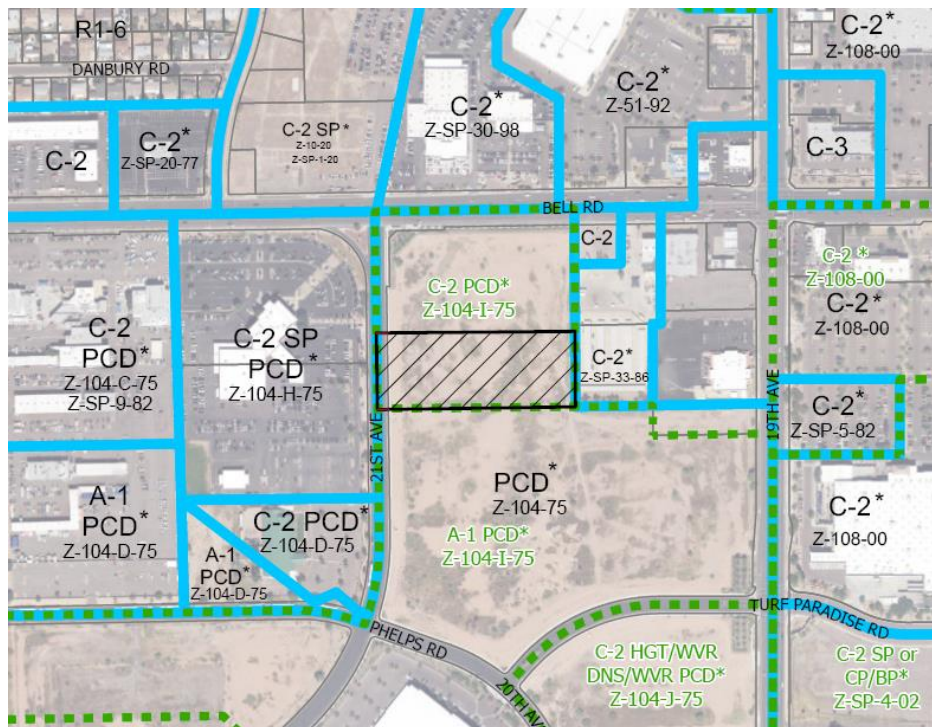 R1-6
DANBURY RD
C-2
C-2*
Z-SP-20-77
C-2 SP*
Z-10-20
Z-SP-1-20
C-2*
Z-SP-30-98
C-2*
Z-51-92
C-2*
Z-108-00
C-3
BELL RD
C-2
PCD*
Z-104-C-75
Z-SP-9-82
C-2 SP
PCD*
Z-104-H-75
C-2 PCD*
Z-104-I-75
C-2
C-2*
Z-SP-33-86
C-2 *
Z-108-00
C-2*
Z-108-00
21ST AVE
19TH AVE
C-2*
Z-SP-5-82
A-1
PCD*
Z-104-D-75
C-2 PCD*
Z-104-D-75
A-1
PCD*
Z-104-D-75
PCD*
Z-104-75
A-1 PCD*
Z-104-I-75
C-2*
Z-108-00
PHELPS RD
TURF PARADISE RD
20TH AVE
C-2 HGT/WVR
DNS/WVR PCD*
Z-104-J-75
C-2 SP or
CP/BP*
Z-SP-4-02